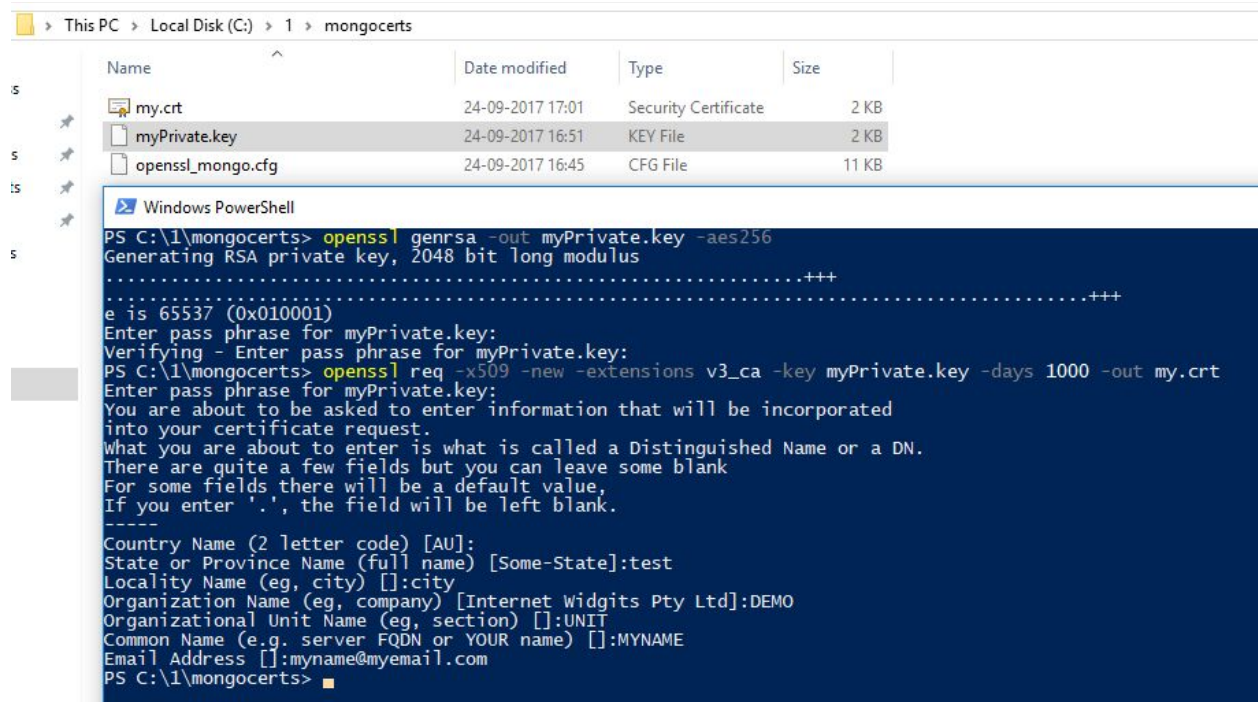 This PC > Local Disk (C:) > 1 > mongocerts
Name Date modified Type Size
my.crt 24-09-2017 17:01 Security Certificate 2 KB
myPrivate.key 24-09-2017 16:51 KEY File 2 KB
openssl_mongo.cfg 24-09-2017 16:45 CFG File 11 KB
Windows PowerShell
PS C:\1\mongocerts> openssl genrsa -out myPrivate.key -aes256
Generating RSA private key, 2048 bit long modulus
.................................................................+++
...........................................................................................+++
e is 65537 (0x010001)
Enter pass phrase for myPrivate.key:
Verifying - Enter pass phrase for myPrivate.key:
PS C:\1\mongocerts> openssl req -x509 -new -extensions v3_ca -key myPrivate.key -days 1000 -out my.crt
Enter pass phrase for myPrivate.key:
You are about to be asked to enter information that will be incorporated
into your certificate request.
What you are about to enter is what is called a Distinguished Name or a DN.
There are quite a few fields but you can leave some blank
For some fields there will be a default value,
If you enter '.', the field will be left blank.
-----
Country Name (2 letter code) [AU]:
State or Province Name (full name) [Some-State]:test
Locality Name (eg, city) []:city
Organization Name (eg, company) [Internet Widgits Pty Ltd]:DEMO
Organizational Unit Name (eg, section) []:UNIT
Common Name (e.g. server FQDN or YOUR name) []:MYNAME
Email Address []:myname@myemail.com
PS C:\1\mongocerts>